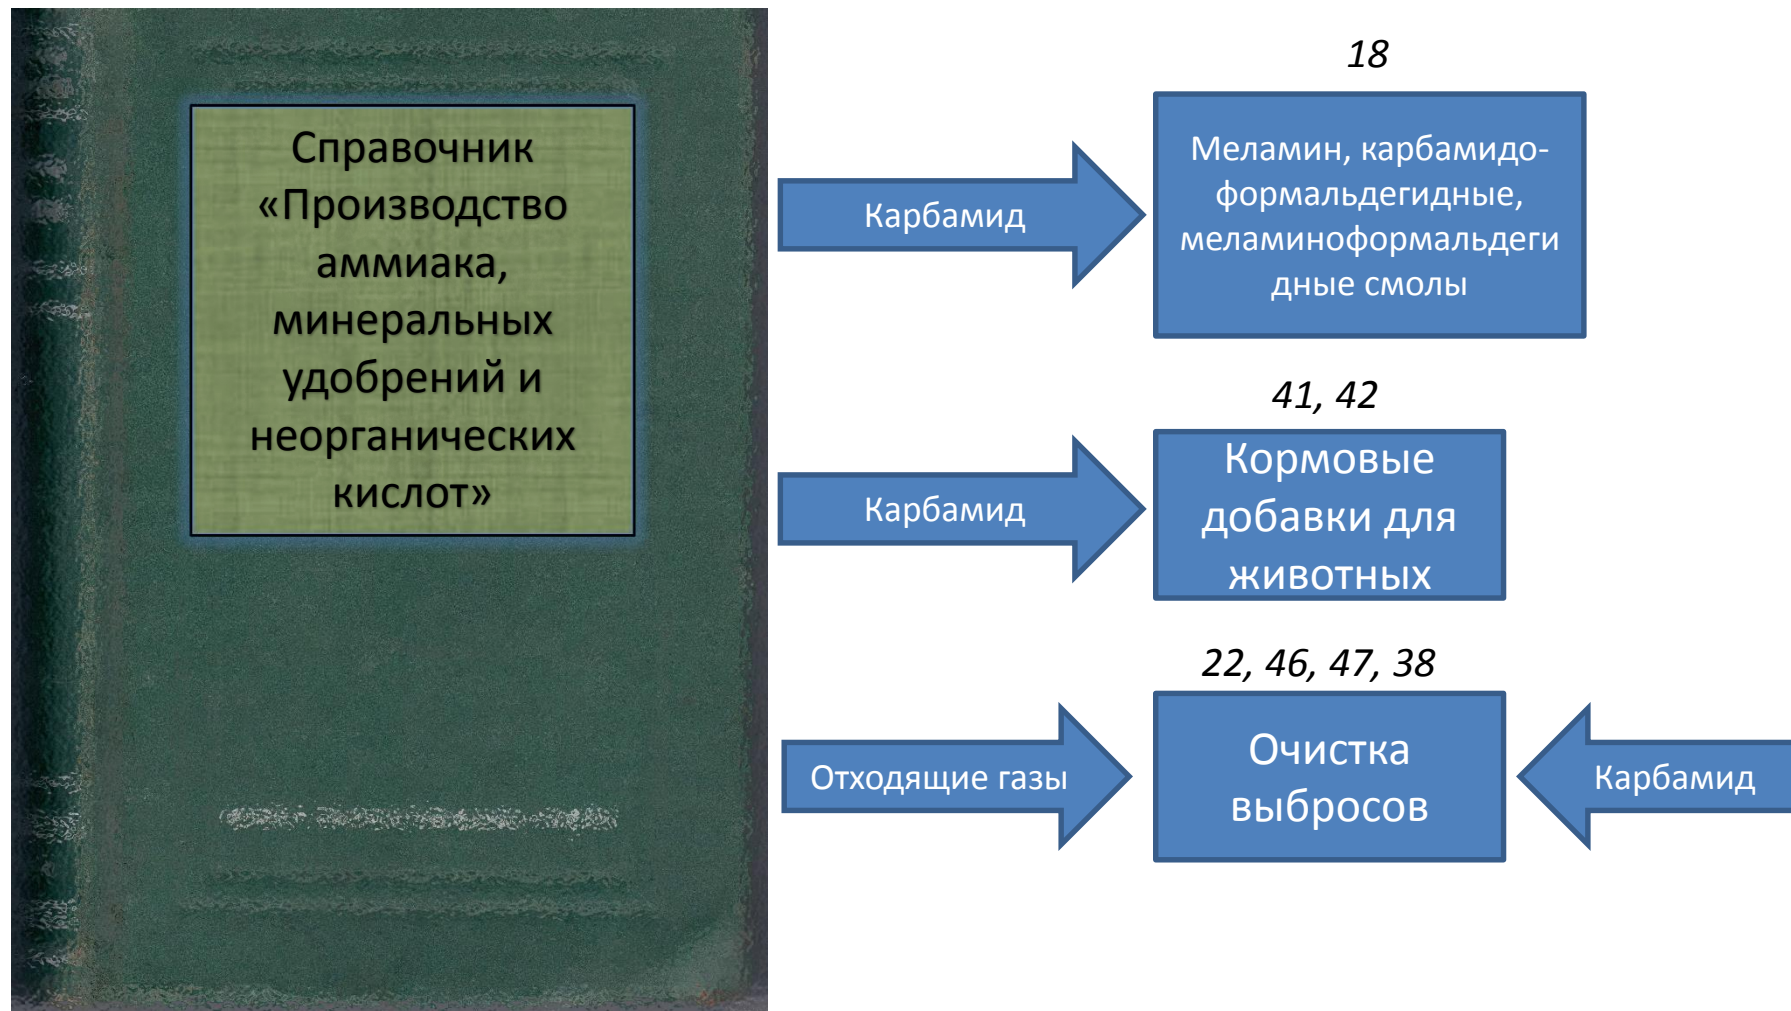 Справочник
«Производство
аммиака,
минеральных
удобрений и
неорганических
кислот»
18
Карбамид
Меламин, карбамидо-
формальдегидные,
меламиноформальдеги
дные смолы
41, 42
Карбамид
Кормовые
добавки для
животных
22, 46, 47, 38
Отходящие газы
Очистка
выбросов
Карбамид